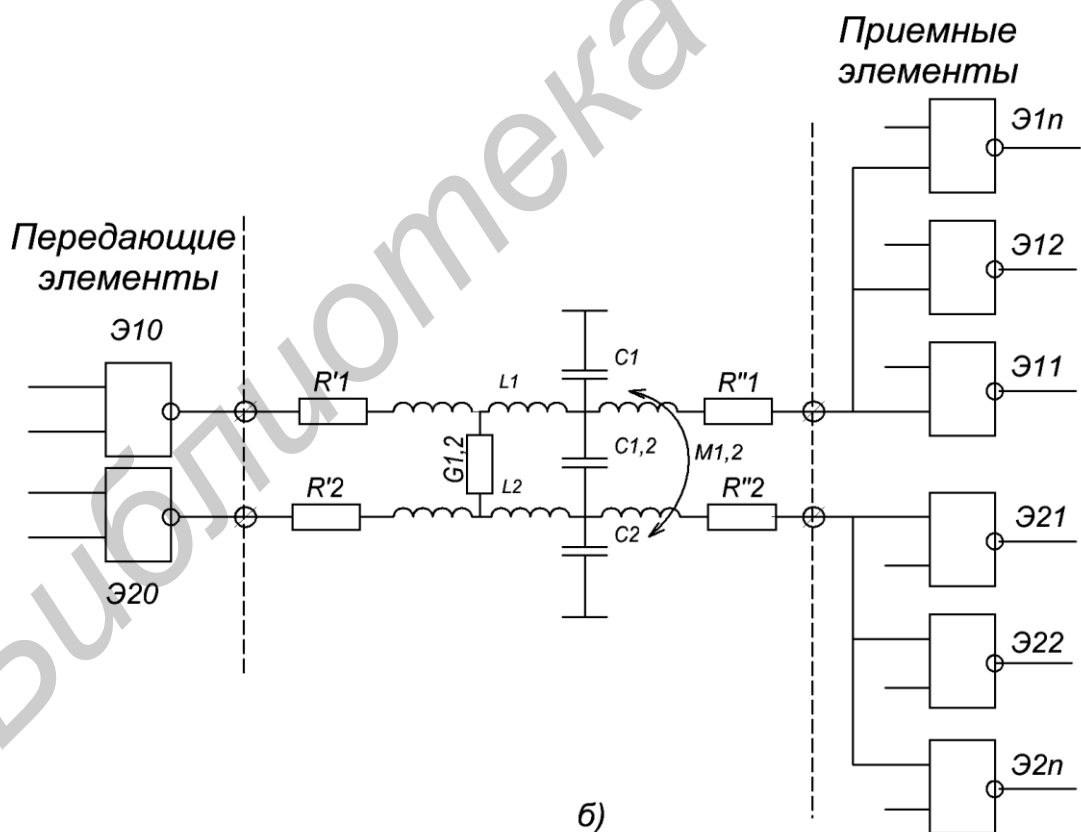 Приемные
элементы
Э1n
Э12
Передающие
элементы
Э10
Э11
R'1
L1
C1
R"1
G1,2
C1,2
M1,2
R'2
L2
R"2
C2
Э20
Э21
Э22
Э2n
б)
Библиотека